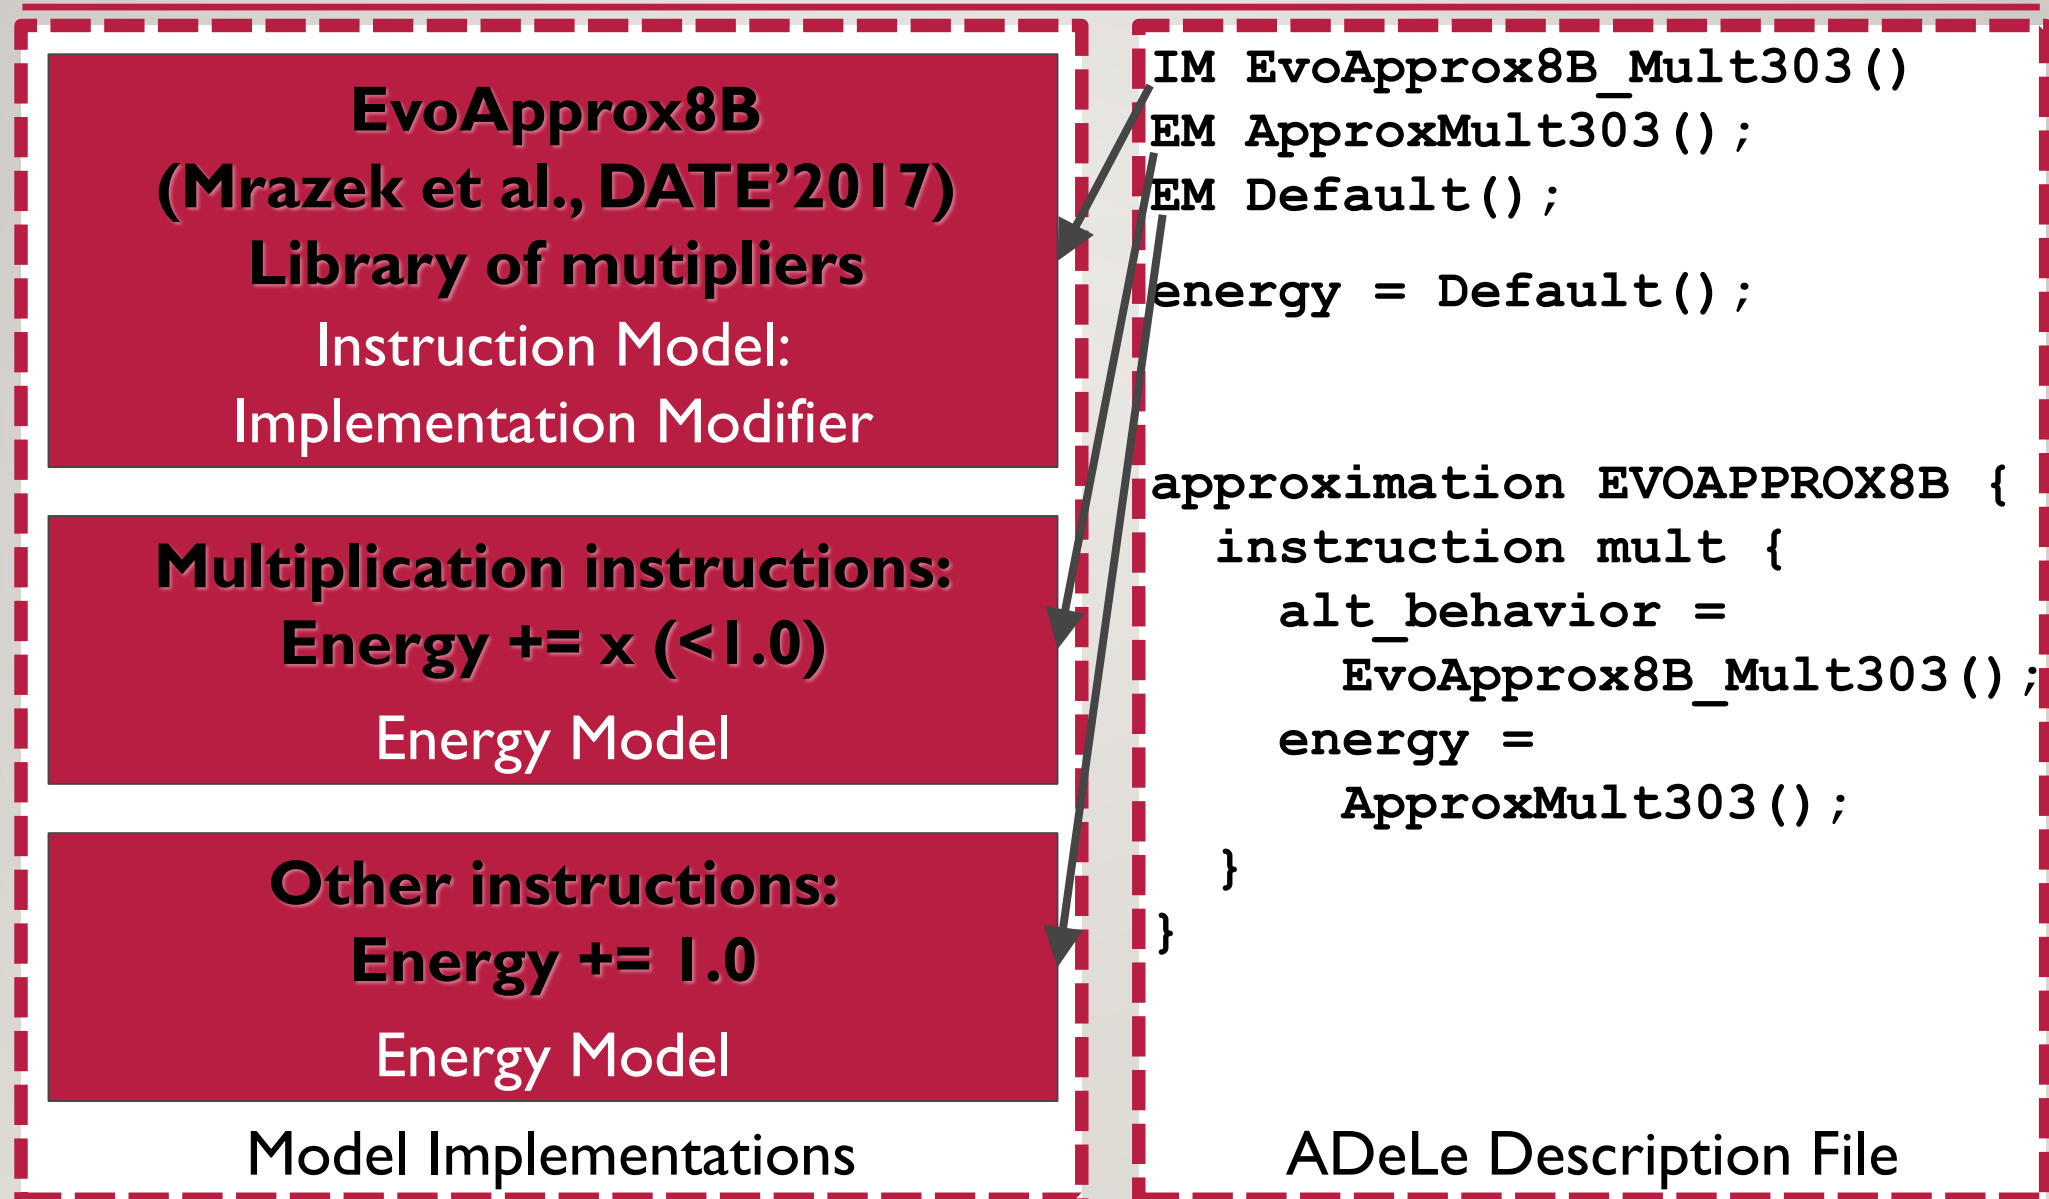 EvoApprox8B
(Mrazek et al., DATE’2017)
Library of mutipliers
Instruction Model:
Implementation Modifier
Multiplication instructions:
Energy += x (<1.0)
Energy Model
Other instructions:
Energy += 1.0
Energy Model
Model Implementations
IM EvoApprox8B_Mult303()
EM ApproxMult303();
EM Default();
energy = Default();
approximation EVOAPPROX8B {
instruction mult {
alt_behavior =
EvoApprox8B_Mult303();
energy =
ApproxMult303();
}
}
ADeLe Description File